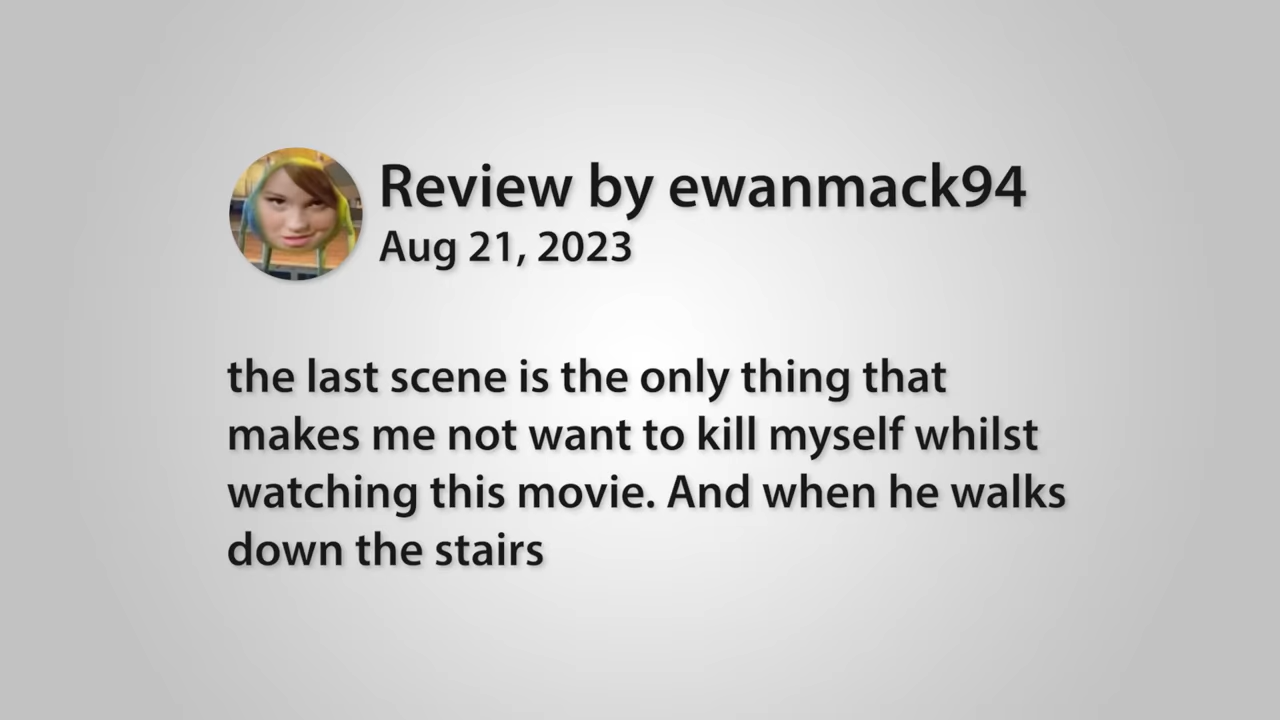 Review by ewanmack94
Aug 21, 2023
the last scene is the only thing that
makes me not want to kill myself whilst
watching this movie. And when he walks
down the stairs